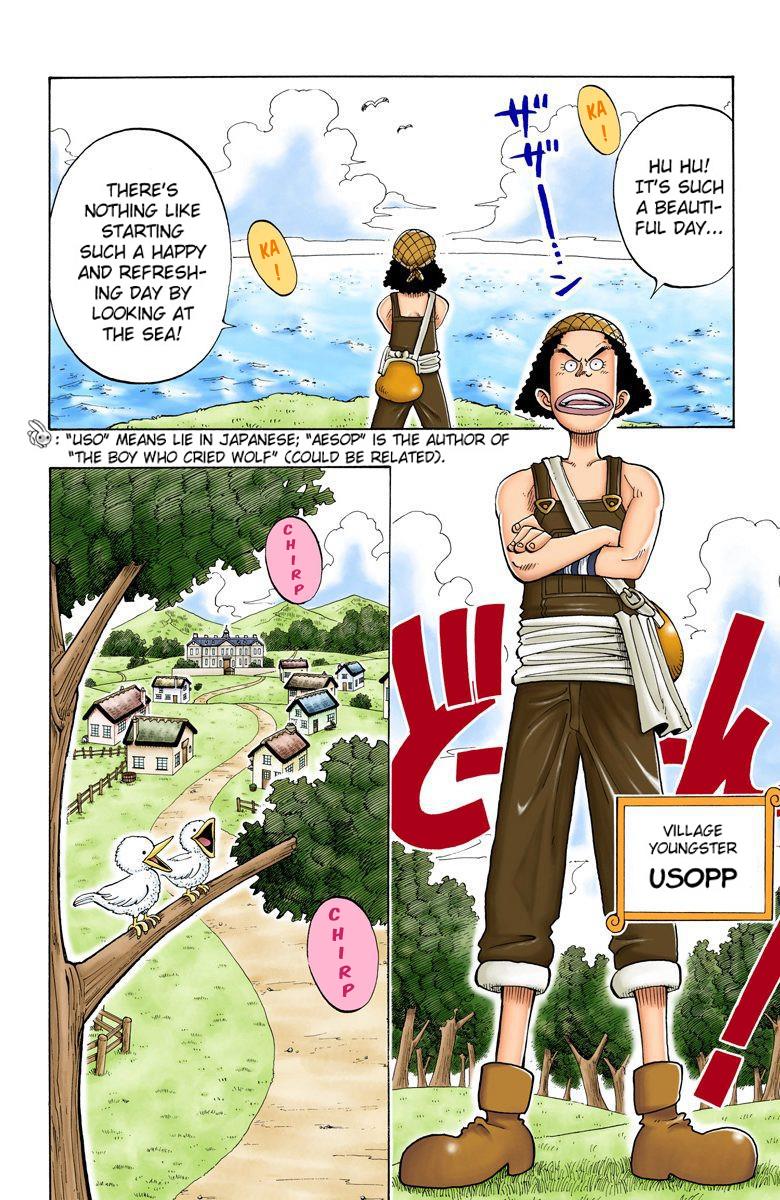 HU HU!
IT'S SUCH
A BEAUTI-
FUL DAY...
KA
!
ザ
ザ
ー
ン
THERE'S
NOTHING LIKE
STARTING
SUCH A HAPPY
AND REFRESH-
ING DAY BY
LOOKING AT
THE SEA!
KA
!
: "USO" MEANS LIE IN JAPANESE; "AESOP" IS THE AUTHOR OF
"THE BOY WHO CRIED WOLF" (COULD BE RELATED).
CHIRP
CHIRP
ど
ーん
!
VILLAGE
YOUNGSTER
USOPP